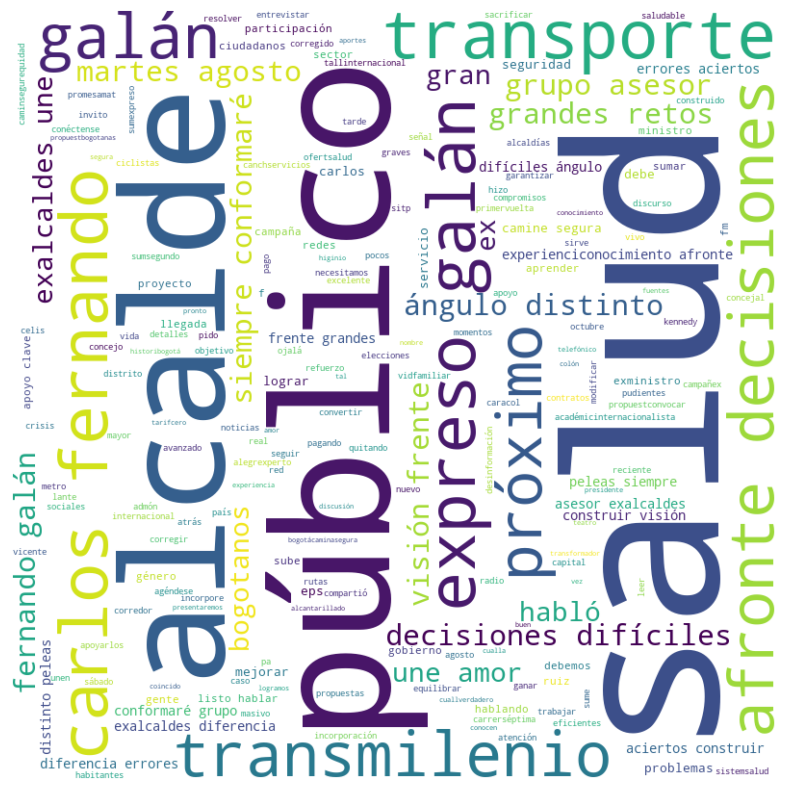 galán
transporte
público
salud
alcalde
transmilenio
expreso galán
carlos fernando
afronte decisiones
próximo
ángulo distinto
martes agosto
grupo asesor
grandes retos
gran
exalcaldes une
siempre conformaré
fernando galán
bogotanos
visión frente
decisiones difíciles
une amor
habló
ex
resolver
entrevistar
participación
aportes
ciudadanos
corregido
sector
tallinternacional
sacrificar
saludable
seguridad
errores aciertos
construido
ministro
caminsegurequidad
promesamat
sumexpreso
invito
conéctense
propuestbogotanas
segura
ciclistas
canchservicios
tarde
ofertsalud
graves
carlos
señal
alcaldías
difíciles ángulo
sumar
garantizar
debe
hizo
compromisos
discurso
fm
primervuelta
conocimiento
sitp
campaña
redes
servicio
camine segura
sirve
vivo
experienciconocimiento afronte
aprender
fuentes
concejal
sumsegundo
higinio
pocos
pago
necesitamos
f
excelente
proyecto
llegada
detalles
frente grandes
momentos
apoyo
octubre
kennedy
celis
vida
pido
historibogotá
pronto
concejo
objetivo
ojalá
elecciones
nombre
telefónico
colón
modificar
exministro
campañex
apoyo clave
distrito
refuerzo
lograr
tal
vidfamiliar
pudientes
propuestconvocar
tarifcero
convertir
caracol
contratos
académicinternacionalista
crisis
mayor
avanzado
noticias
amor
real
pagando
quitando
seguir
alegrexperto
red
desinformación
reciente
peleas siempre
metro
lante
sociales
admón
internacional
atrás
país
experiencia
discusión
nuevo
presidente
asesor exalcaldes
construir visión
corregir
bogotácaminasegura
teatro
capital
vicente
género
agéndese
incorpore
sube
rutas
radio
transformador
vez
leer
corredor
presentaremos
eps
compartió
alcantarillado
unen
apoyarlos
sábado
buen
cualla
gobierno
agosto
debemos
coincido
caso
pa
mejorar
logramos
propuestas
equilibrar
cuallverdadero
ganar
ruiz
distinto peleas
gente
listo hablar
hablando
sume
conformaré grupo
masivo
carrerséptima
trabajar
eficientes
exalcaldes diferencia
incorporación
conocen
atención
aciertos construir
diferencia errores
habitantes
problemas
sistemsalud